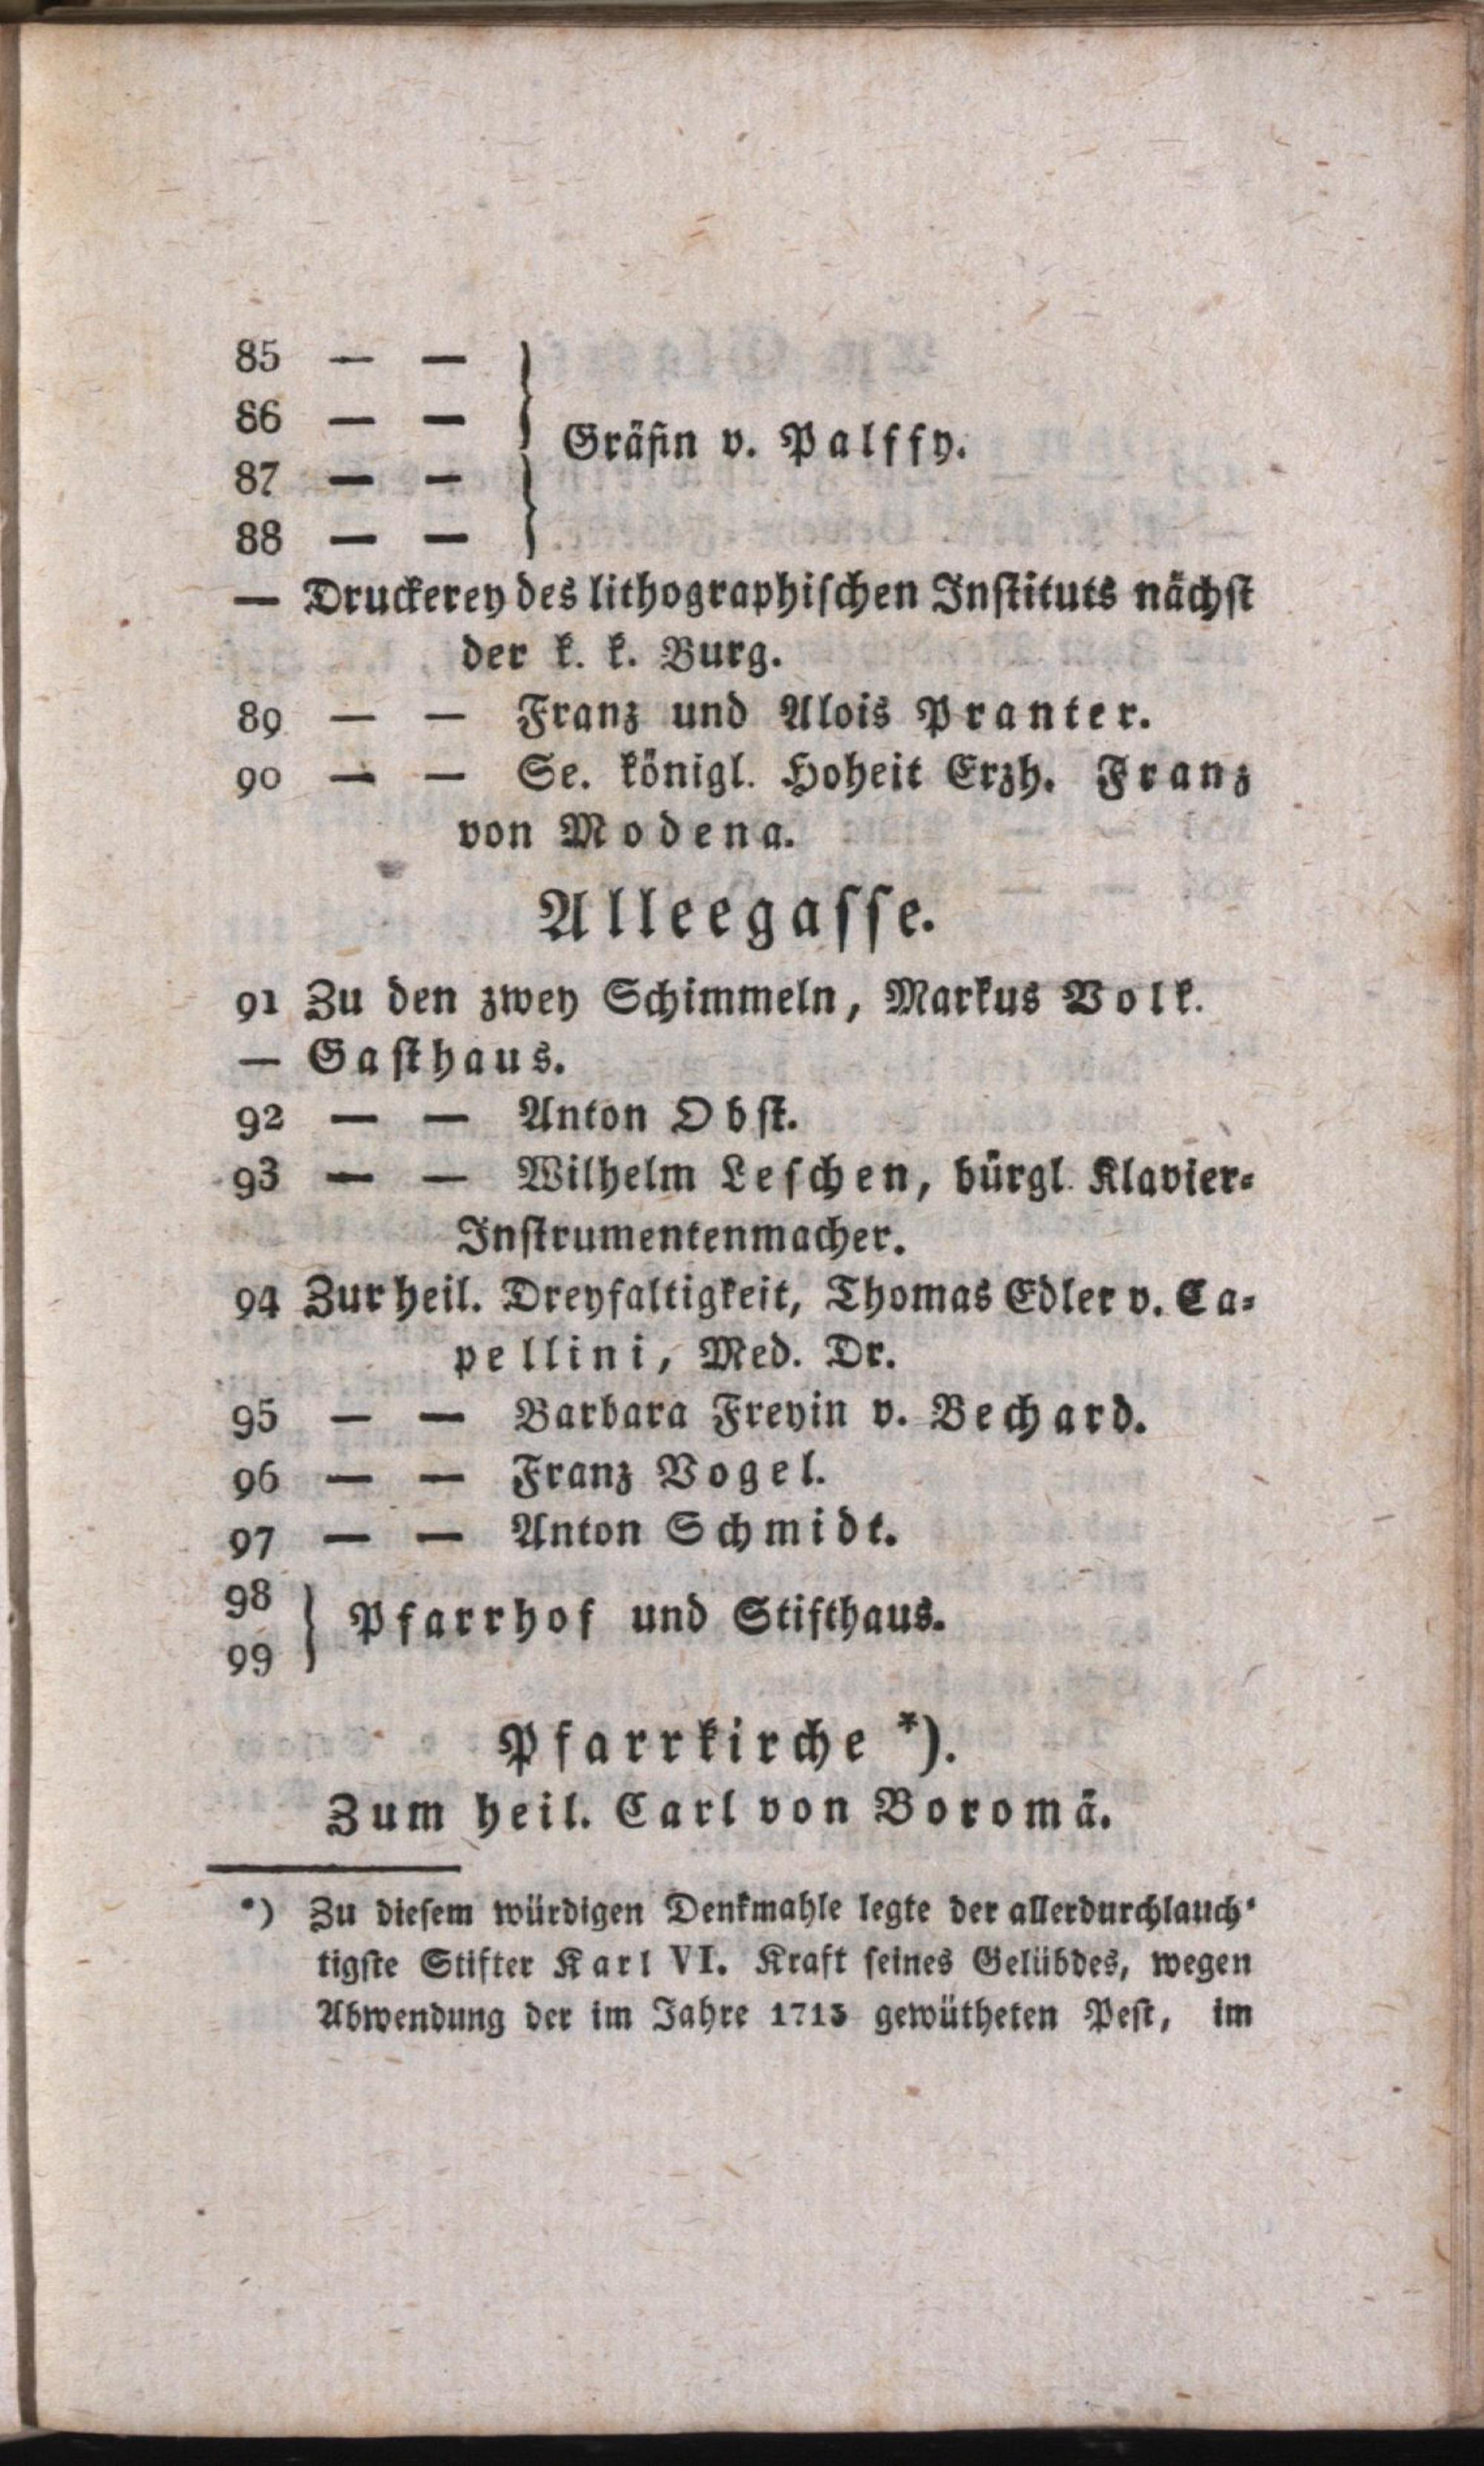 85 — —
86 — —
Gräfin v. Palffy.
87 — —
88 — —
— Druckerey des lithographischen Instituts nächst
der k. k. Burg.
89 — — Franz und Alois Pranter.
90 — — Se. königl. Hoheit Erzh. Franz
von Modena.
Alleegasse.
91 Zu den zwey Schimmeln, Markus Volk.
— Gasthaus.
92 — — Anton Obst.
93 — — Wilhelm Leschen, bürgl. Klavier-
Instrumentenmacher.
94 Zur heil. Dreyfaltigkeit, Thomas Edler v. Ca-
pellini, Med. Dr.
95 — — Barbara Freyin v. Bechard.
96 — — Franz Vogel.
97 — — Anton Schmidt.
98
Pfarrhof und Stifthaus.
99
Pfarrkirche *).
Zum heil. Carl von Boromä.
*) Zu diesem würdigen Denkmahle legte der allerdurchlauch-
tigste Stifter Karl VI. Kraft seines Gelübdes, wegen
Abwendung der im Jahre 1713 gewütheten Pest, im